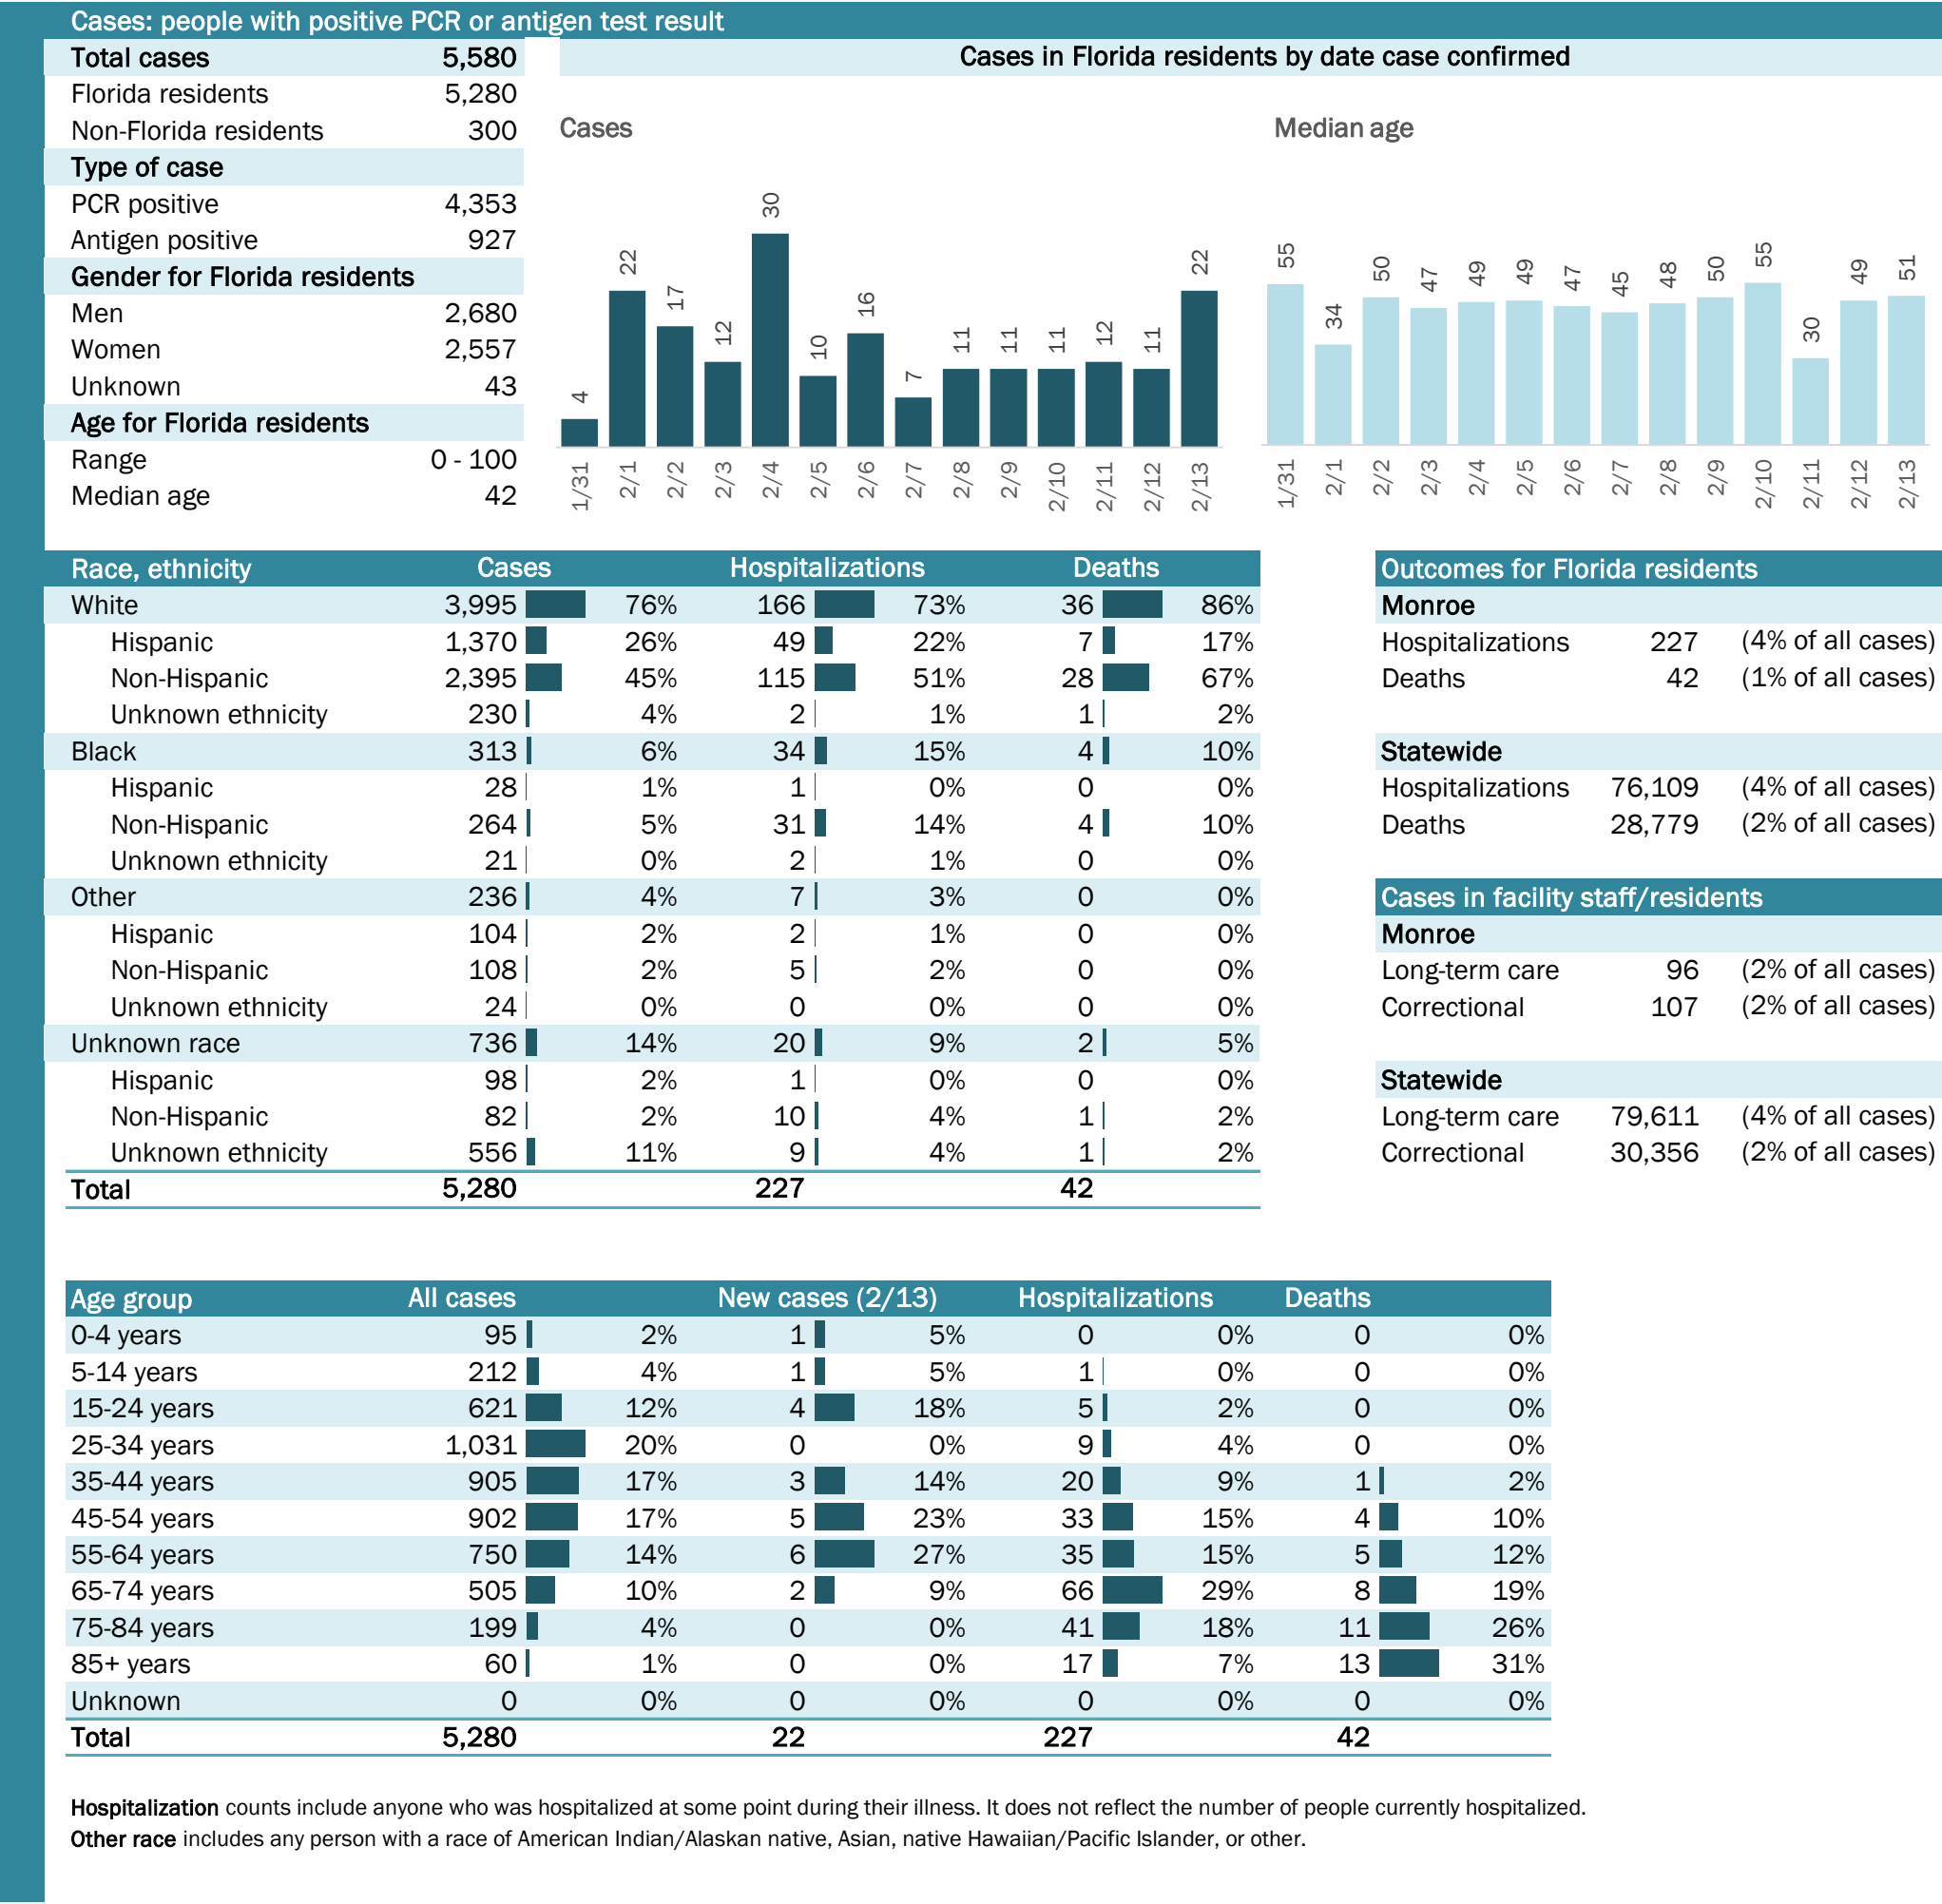 Cases: people with positive PCR or antigen test result
Total cases 5,580
Florida residents 5,280
Non-Florida residents 300
Type of case
PCR positive 4,353
Antigen positive 927
Gender for Florida residents
Men 2,680
Women 2,557
Unknown 43
Age for Florida residents
Range 0 - 100
Median age 42
Cases in Florida residents by date case confirmed
Cases
4 22 17 12 30 10 16 7 11 11 11 12 11 22
1/31 2/1 2/2 2/3 2/4 2/5 2/6 2/7 2/8 2/9 2/10 2/11 2/12 2/13
Median age
55 34 50 47 49 49 47 45 48 50 55 30 49 51
1/31 2/1 2/2 2/3 2/4 2/5 2/6 2/7 2/8 2/9 2/10 2/11 2/12 2/13
Race, ethnicity Cases Hospitalizations Deaths
White 3,995 76% 166 73% 36 86%
Hispanic 1,370 26% 49 22% 7 17%
Non-Hispanic 2,395 45% 115 51% 28 67%
Unknown ethnicity 230 4% 2 1% 1 2%
Black 313 6% 34 15% 4 10%
Hispanic 28 1% 1 0% 0 0%
Non-Hispanic 264 5% 31 14% 4 10%
Unknown ethnicity 21 0% 2 1% 0 0%
Other 236 4% 7 3% 0 0%
Hispanic 104 2% 2 1% 0 0%
Non-Hispanic 108 2% 5 2% 0 0%
Unknown ethnicity 24 0% 0 0% 0 0%
Unknown race 736 14% 20 9% 2 5%
Hispanic 98 2% 1 0% 0 0%
Non-Hispanic 82 2% 10 4% 1 2%
Unknown ethnicity 556 11% 9 4% 1 2%
Total 5,280 227 42
Outcomes for Florida residents
Monroe
Hospitalizations 227 (4% of all cases)
Deaths 42 (1% of all cases)
Statewide
Hospitalizations 76,109 (4% of all cases)
Deaths 28,779 (2% of all cases)
Cases in facility staff/residents
Monroe
Long-term care 96 (2% of all cases)
Correctional 107 (2% of all cases)
Statewide
Long-term care 79,611 (4% of all cases)
Correctional 30,356 (2% of all cases)
Age group All cases New cases (2/13) Hospitalizations Deaths
0-4 years 95 2% 1 5% 0 0% 0 0%
5-14 years 212 4% 1 5% 1 0% 0 0%
15-24 years 621 12% 4 18% 5 2% 0 0%
25-34 years 1,031 20% 0 0% 9 4% 0 0%
35-44 years 905 17% 3 14% 20 9% 1 2%
45-54 years 902 17% 5 23% 33 15% 4 10%
55-64 years 750 14% 6 27% 35 15% 5 12%
65-74 years 505 10% 2 9% 66 29% 8 19%
75-84 years 199 4% 0 0% 41 18% 11 26%
85+ years 60 1% 0 0% 17 7% 13 31%
Unknown 0 0% 0 0% 0 0% 0 0%
Total 5,280 22 227 42
Hospitalization counts include anyone who was hospitalized at some point during their illness. It does not reflect the number of people currently hospitalized.
Other race includes any person with a race of American Indian/Alaskan native, Asian, native Hawaiian/Pacific Islander, or other.